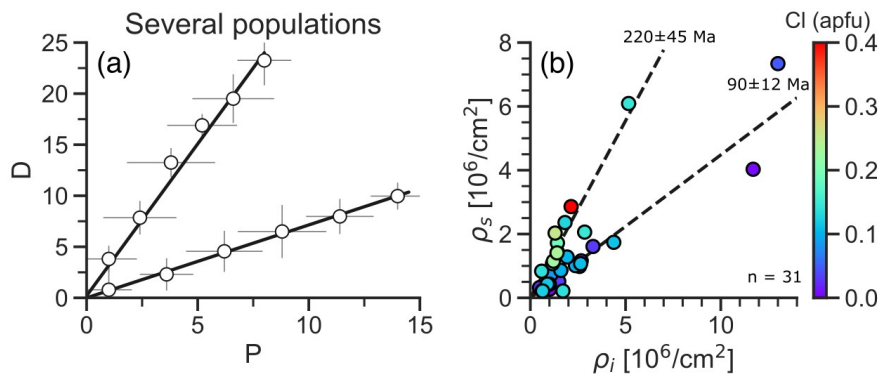 Several populations
(a)
25
20
15
10
5
0
D
0
5
10
15
P
(b)
220±45 Ma
90±12 Ma
8
6
4
2
0
ρs [10⁶/cm²]
0
5
10
ρi [10⁶/cm²]
n = 31
Cl (apfu)
0.4
0.3
0.2
0.1
0.0